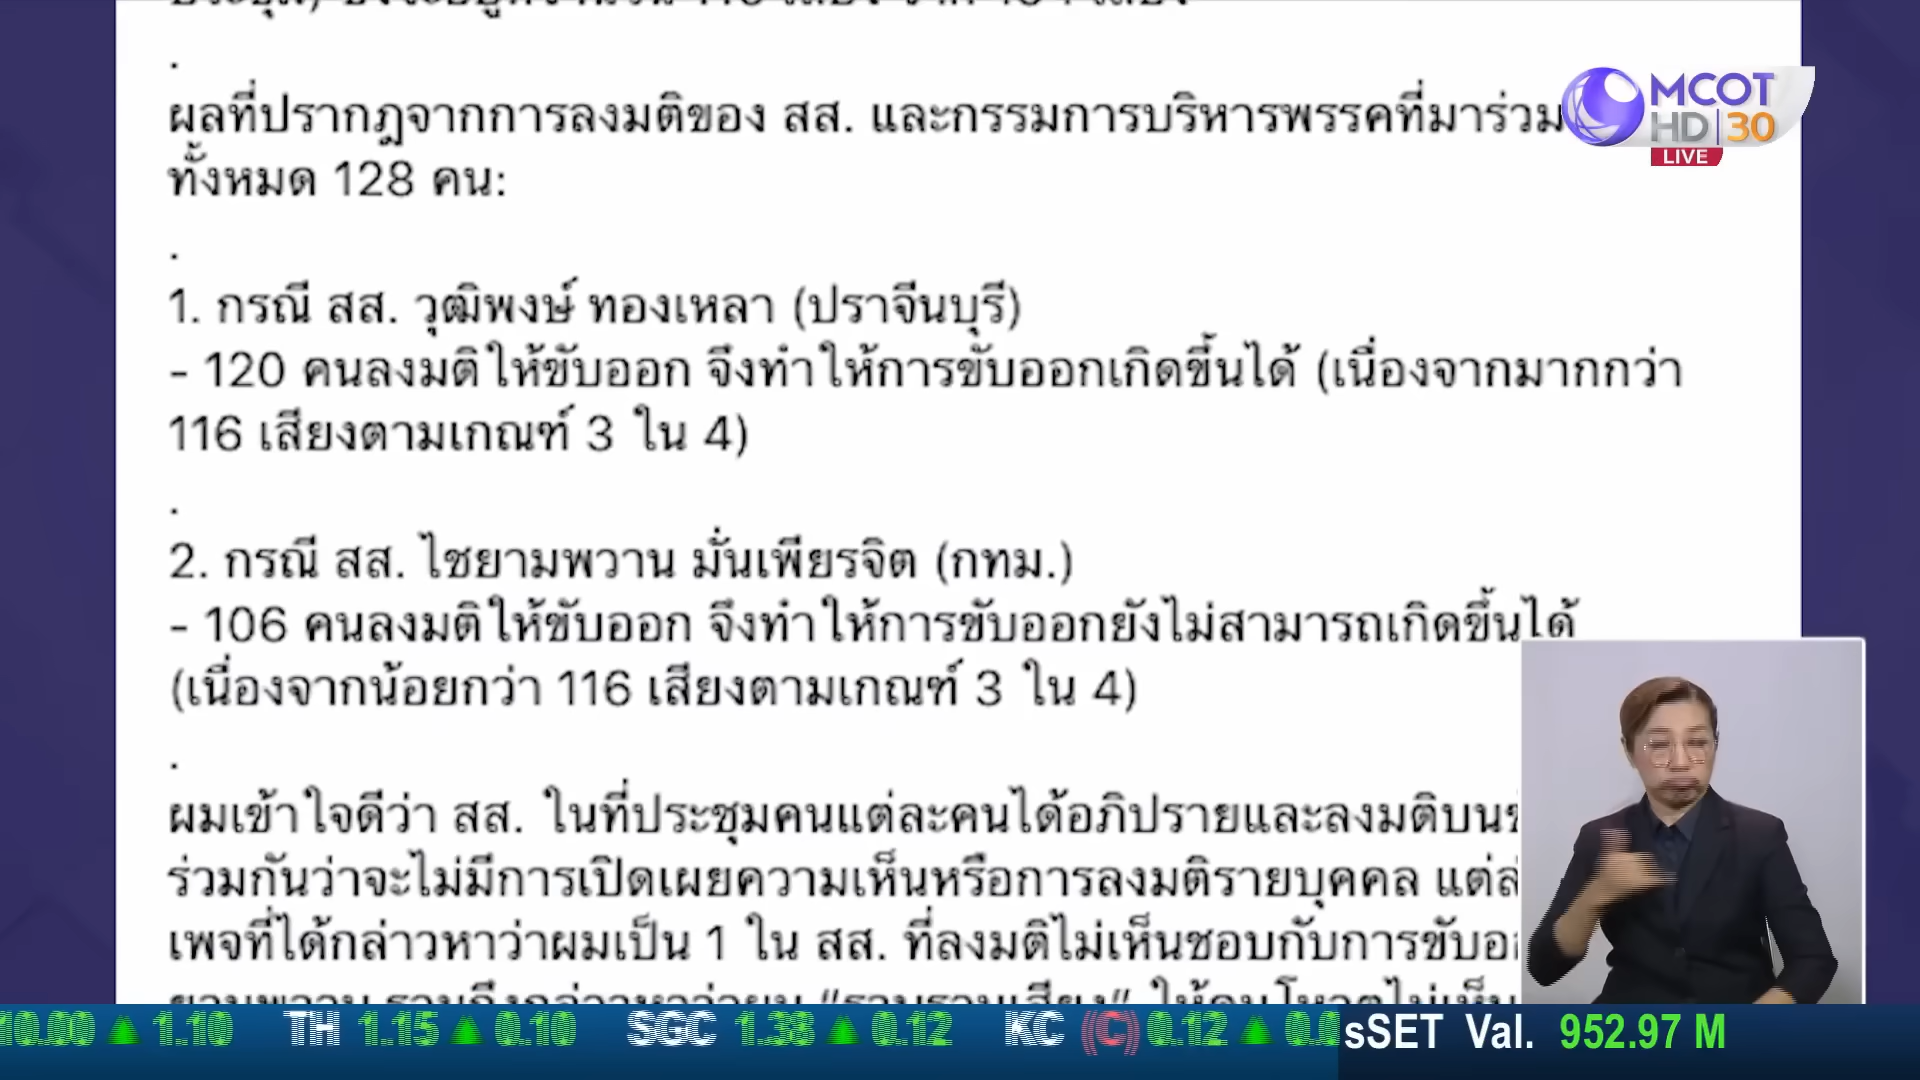 .
ผลที่ปรากฏจากการลงมติของ สส. และกรรมการบริหารพรรคที่มาร่วม
MCOT
HD 30
LIVE
ทั้งหมด 128 คน:
.
1. กรณี สส. วุฒิพงษ์ ทองเหลา (ปราจีนบุรี)
- 120 คนลงมติให้ขับออก จึงทำให้การขับออกเกิดขึ้นได้ (เนื่องจากมากกว่า
116 เสียงตามเกณฑ์ 3 ใน 4)
.
2. กรณี สส. ไชยามพวาน มั่นเพียรจิต (กทม.)
- 106 คนลงมติให้ขับออก จึงทำให้การขับออกยังไม่สามารถเกิดขึ้นได้
(เนื่องจากน้อยกว่า 116 เสียงตามเกณฑ์ 3 ใน 4)
.
ผมเข้าใจดีว่า สส. ในที่ประชุมคนแต่ละคนได้อภิปรายและลงมติบน
ร่วมกันว่าจะไม่มีการเปิดเผยความเห็นหรือการลงมติรายบุคคล
เพจที่ได้กล่าวหาว่าผมเป็น 1 ใน สส. ที่ลงมติไม่เห็นชอบกับการขับ
10.00 ▲ 1.10 TH 1.15 ▲ 0.10 SGC 1.38 ▲ 0.12 KC (C) 0.12 ▲ 0.0
sSET Val. 952.97 M